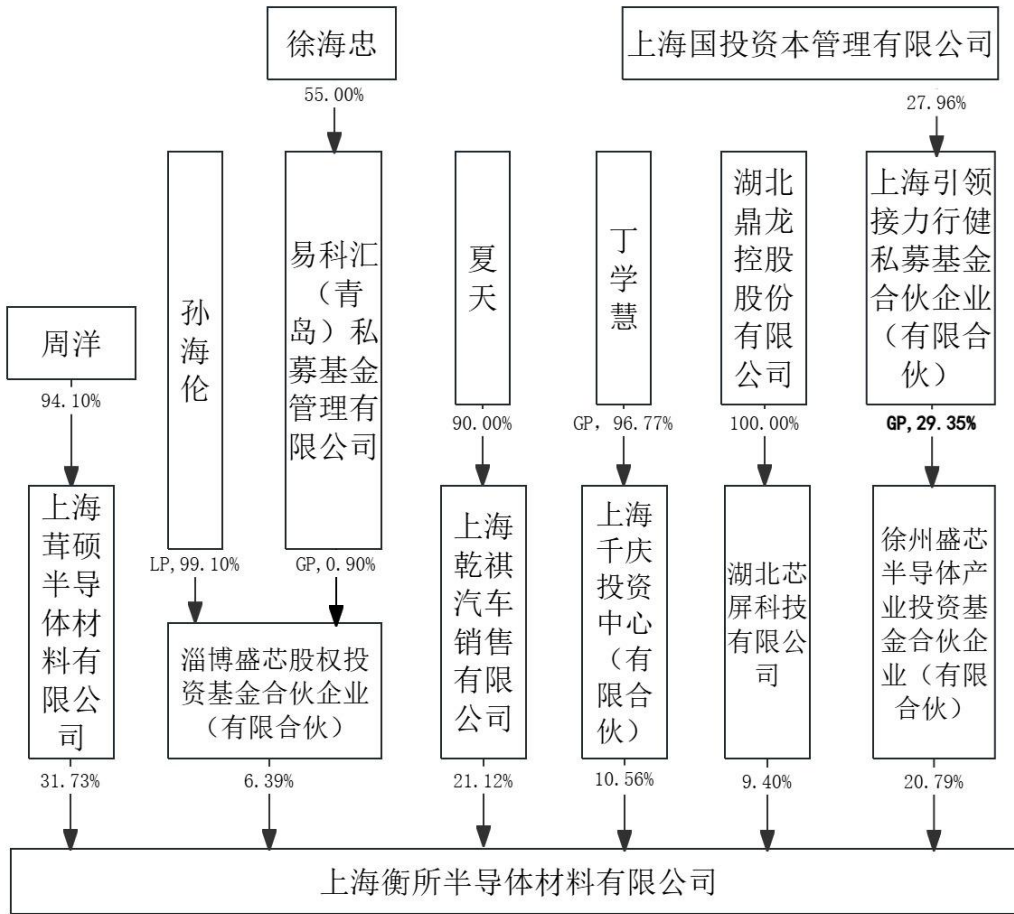 徐海忠
上海国投资本管理有限公司
55.00%
27.96%
周洋
孙
海
伦
易科汇
（青
岛）私
募基金
管理有
限公司
夏
天
丁
学
慧
湖北
鼎龙
控股
股份
有限
公司
上海引领
接力行健
私募基金
合伙企业
（有限合
伙）
94.10%
LP,99.10%
GP,0.90%
90.00%
GP，96.77%
100.00%
GP,29.35%
上海
茸硕
半导
体材
料有
限公
司
淄博盛芯股权投
资基金合伙企业
（有限合伙）
上海
乾祺
汽车
销售
有限
公司
上海
千庆
投资
中心
（有
限合
伙）
湖北芯
屏科技
有限公
司
徐州盛芯
半导体产
业投资基
金合伙企
业（有限
合伙）
31.73%
6.39%
21.12%
10.56%
9.40%
20.79%
上海衡所半导体材料有限公司